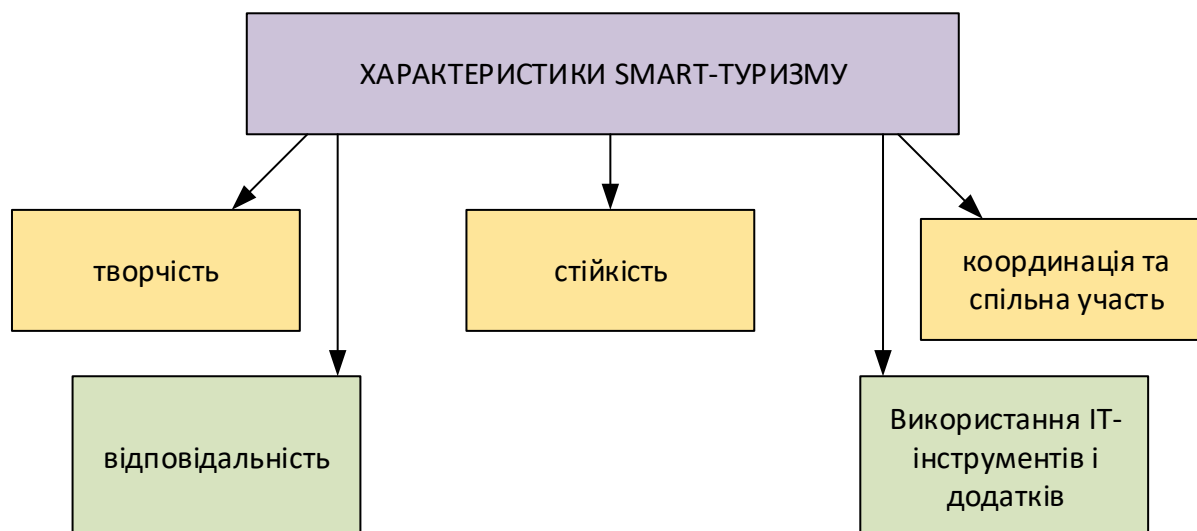 ХАРАКТЕРИСТИКИ SMART-ТУРИЗМУ
творчість
стійкість
координація та
спільна участь
відповідальність
Використання ІТ-
інструментів і
додатків